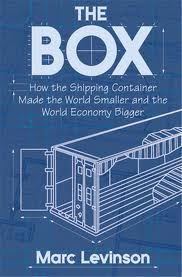 THE
BOX
How the Shipping Container
Made the World Smaller and the
World Economy Bigger
Marc Levinson